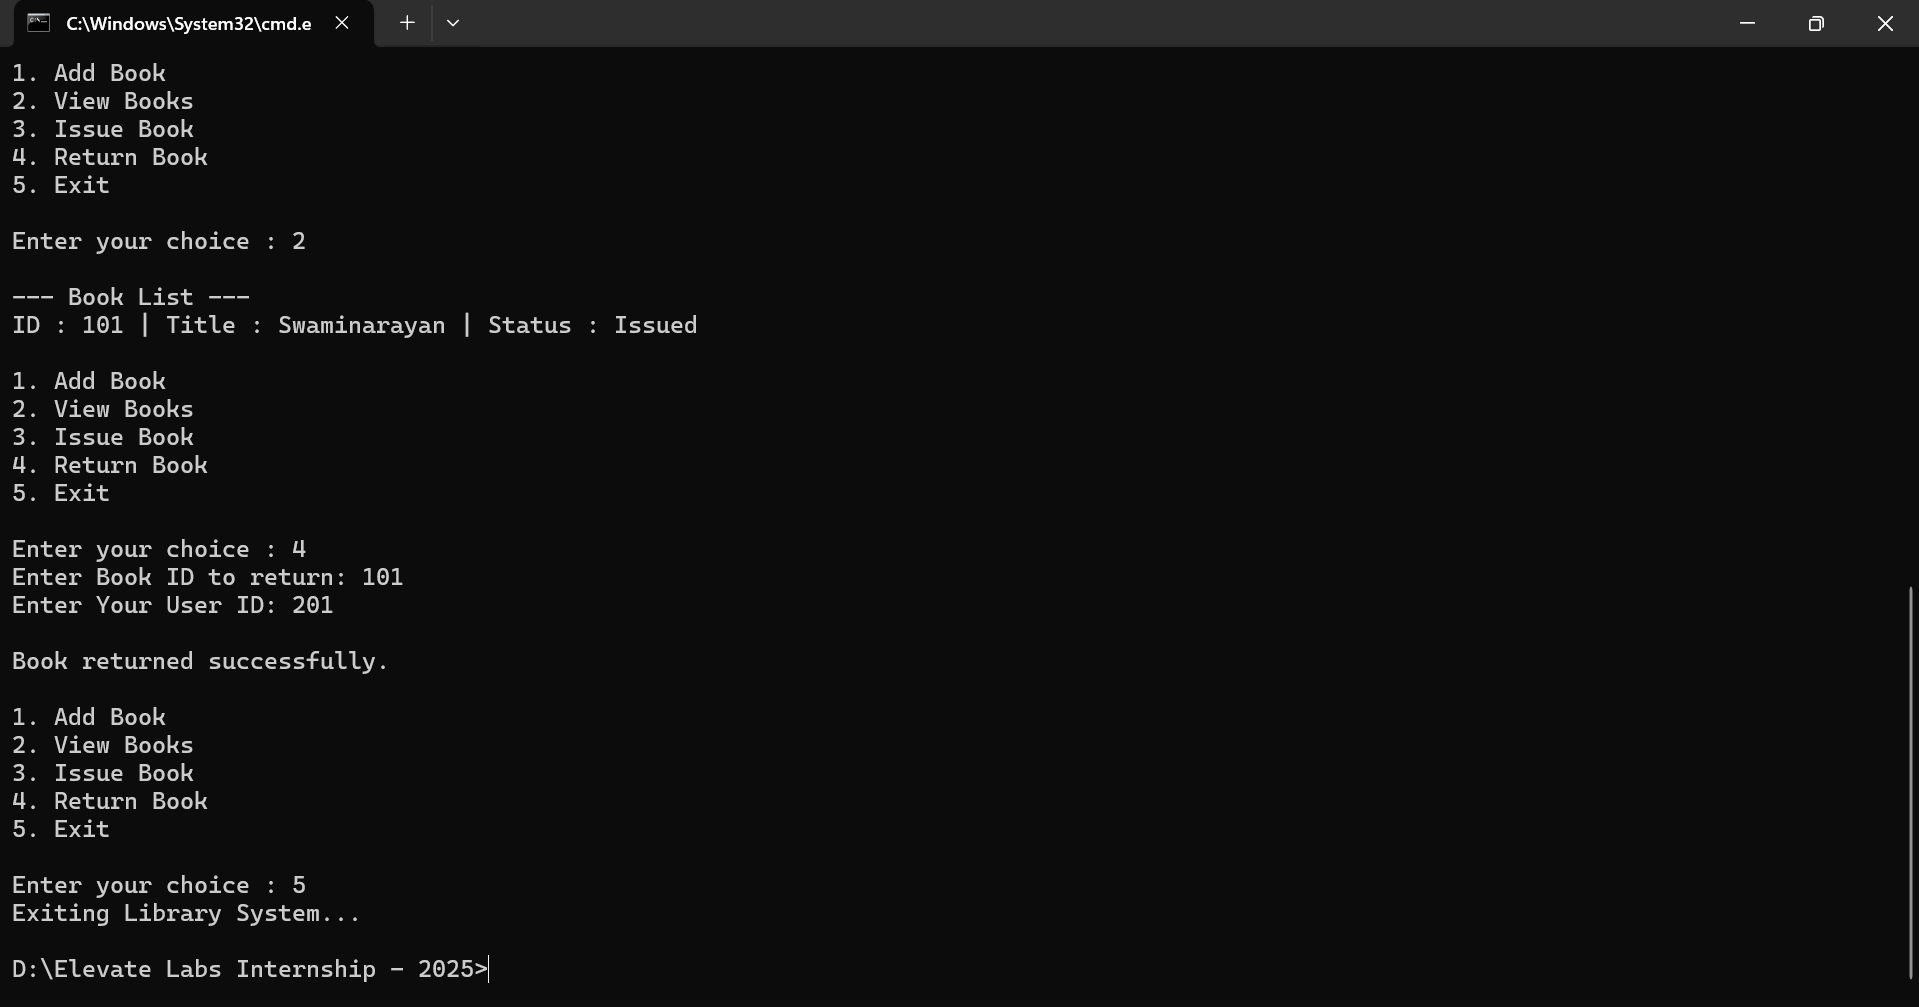 C:\Windows\System32\cmd.e
1. Add Book
2. View Books
3. Issue Book
4. Return Book
5. Exit
Enter your choice : 2
--- Book List ---
ID : 101 | Title : Swaminarayan | Status : Issued
1. Add Book
2. View Books
3. Issue Book
4. Return Book
5. Exit
Enter your choice : 4
Enter Book ID to return: 101
Enter Your User ID: 201
Book returned successfully.
1. Add Book
2. View Books
3. Issue Book
4. Return Book
5. Exit
Enter your choice : 5
Exiting Library System...
D:\Elevate Labs Internship - 2025>